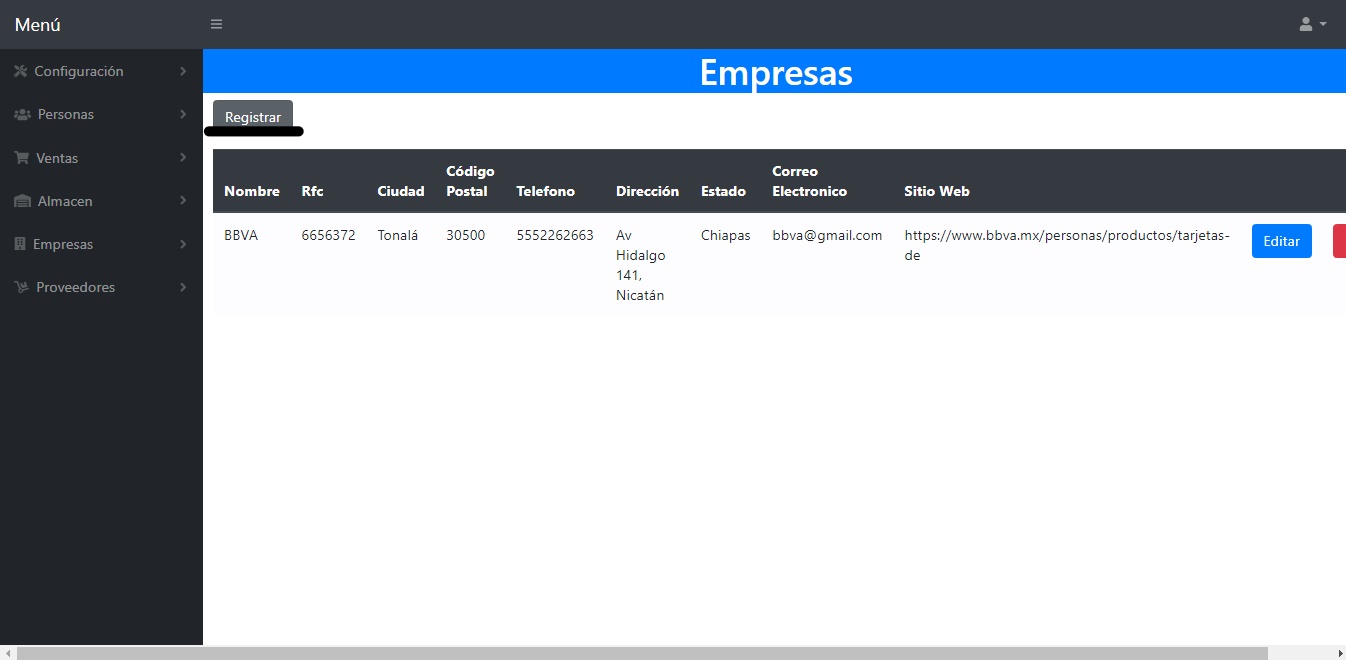 Menú
Configuración
Personas
Ventas
Almacen
Empresas
Proveedores
Empresas
Registrar
Nombre Rfc Ciudad Código Postal Telefono Dirección Estado Correo Electronico Sitio Web
BBVA 6656372 Tonalá 30500 5552262663 Av Hidalgo 141, Nicatán Chiapas bbva@gmail.com https://www.bbva.mx/personas/productos/tarjetas-de Editar